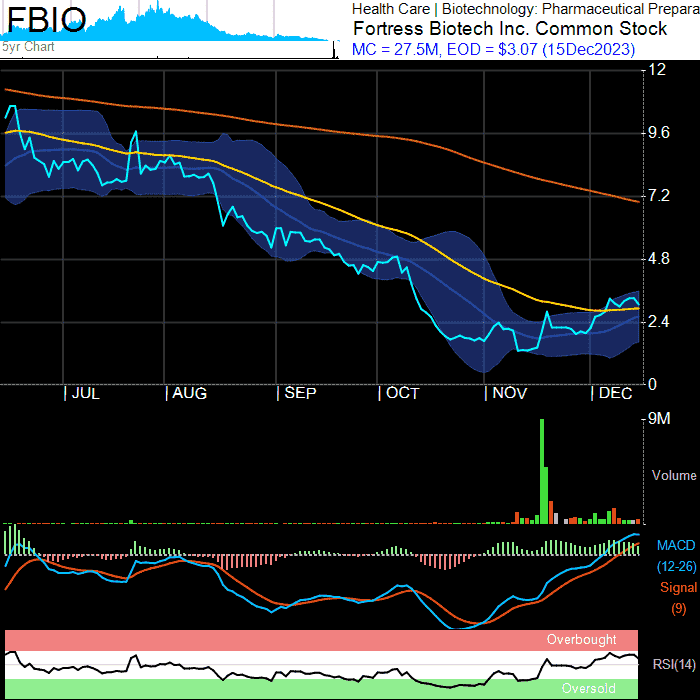 FBIO
5yr Chart
Health Care | Biotechnology: Pharmaceutical Prepara
Fortress Biotech Inc. Common Stock
MC = 27.5M, EOD = $3.07 (15Dec2023)
12
9.6
7.2
4.8
2.4
0
JUL AUG SEP OCT NOV DEC
9M
Volume
MACD
(12-26)
Signal
(9)
Overbought
RSI(14)
Oversold